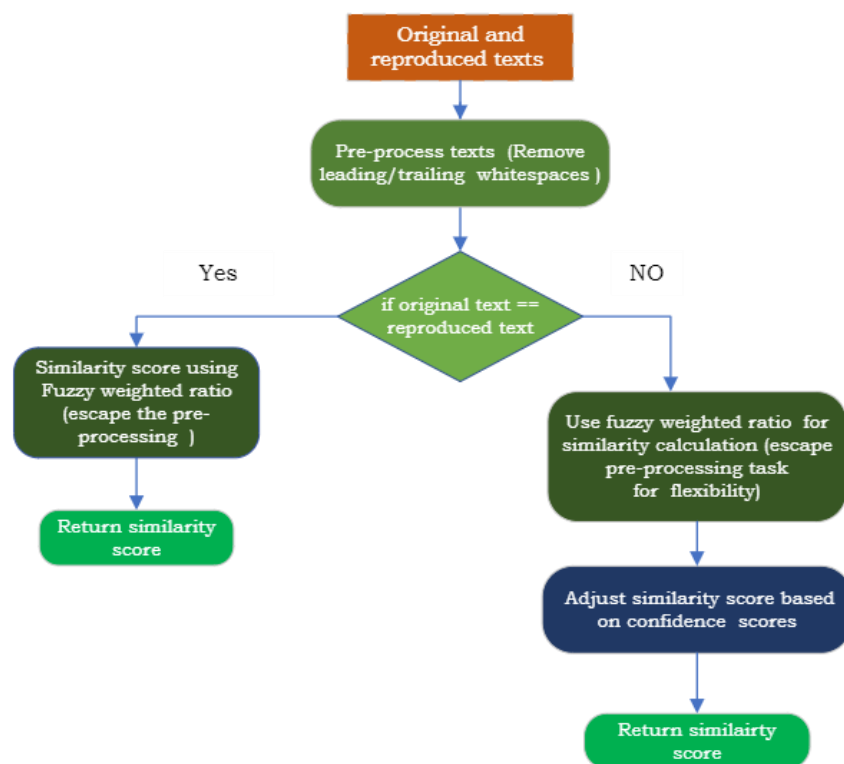 Original and
reproduced texts
Pre-process texts (Remove
leading/trailing whitespaces )
Yes
NO
if original text ==
reproduced text
Similarity score using
Fuzzy weighted ratio
(escape the pre-
processing )
Use fuzzy weighted ratio for
similarity calculation (escape
pre-processing task
for flexibility)
Return similarity
score
Adjust similarity score based
on confidence scores
Return similairty
score